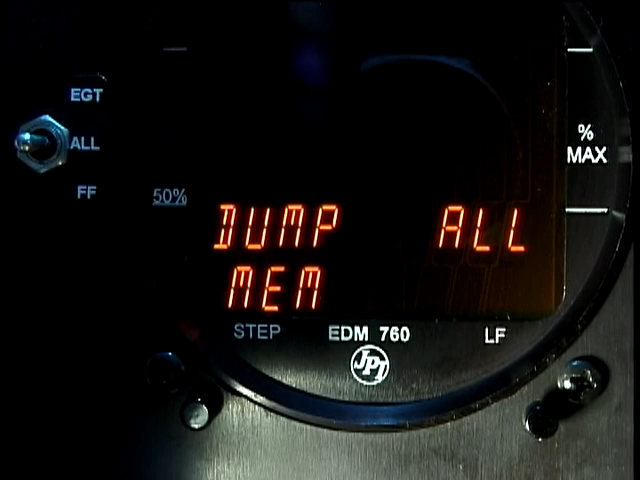 EGT
ALL
FF
50%
%
MAX
DUMP ALL
MEM
STEP EDM 760 LF
JPI